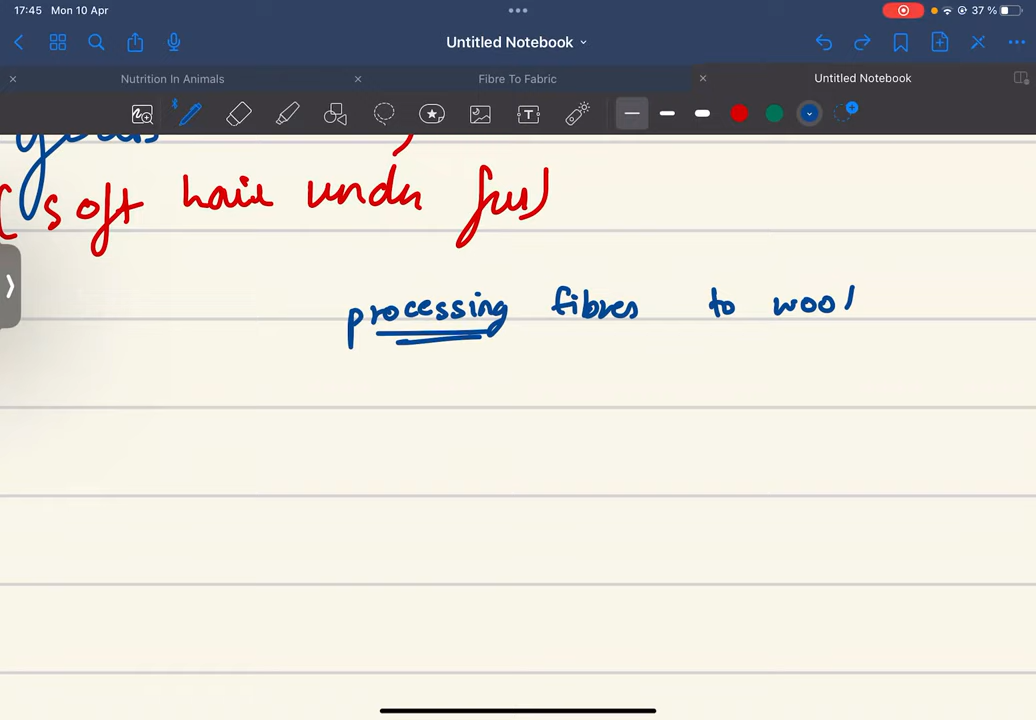 17:45 Mon 10 Apr
37 %
Untitled Notebook
Nutrition In Animals
Fibre To Fabric
Untitled Notebook
T
goats
( soft hair under fur)
processing fibres to wool